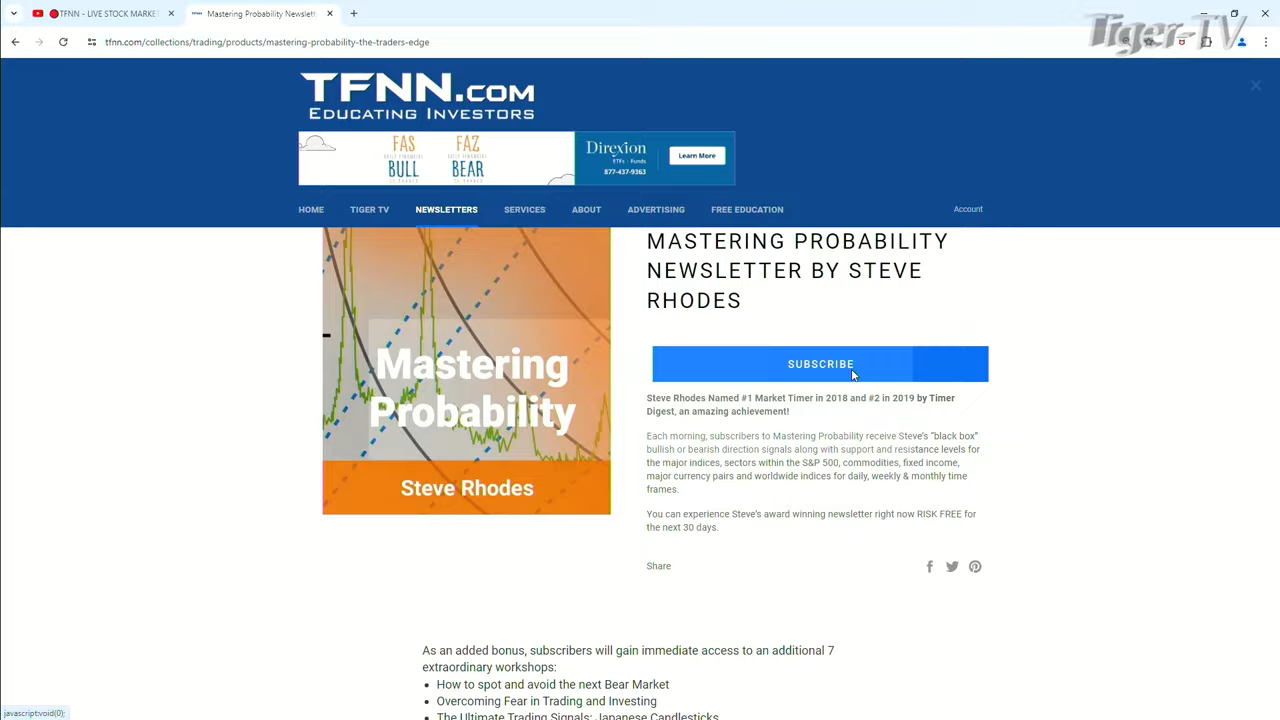 TFNN - LIVE STOCK MARKET
Mastering Probability Newslett
Tiger-TV
tfnn.com/collections/trading/products/mastering-probability-the-traders-edge
TFNN.COM
EDUCATING INVESTORS
FAS
BULL
FAZ
BEAR
Direxion
ETFs Funds
877-437-9363
Learn More
HOME
TIGER TV
NEWSLETTERS
SERVICES
ABOUT
ADVERTISING
FREE EDUCATION
Account
Mastering
Probability
Steve Rhodes
MASTERING PROBABILITY
NEWSLETTER BY STEVE
RHODES
SUBSCRIBE
Steve Rhodes Named #1 Market Timer in 2018 and #2 in 2019 by Timer
Digest, an amazing achievement!
Each morning, subscribers to Mastering Probability receive Steve's "black box"
bullish or bearish direction signals along with support and resistance levels for
the major indices, sectors within the S&P 500, commodities, fixed income,
major currency pairs and worldwide indices for daily, weekly & monthly time
frames.
You can experience Steve's award winning newsletter right now RISK FREE for
the next 30 days.
Share
As an added bonus, subscribers will gain immediate access to an additional 7
extraordinary workshops:
• How to spot and avoid the next Bear Market
• Overcoming Fear in Trading and Investing
• The Ultimate Trading Signals: Japanese Candlesticks
javascript:void(0);